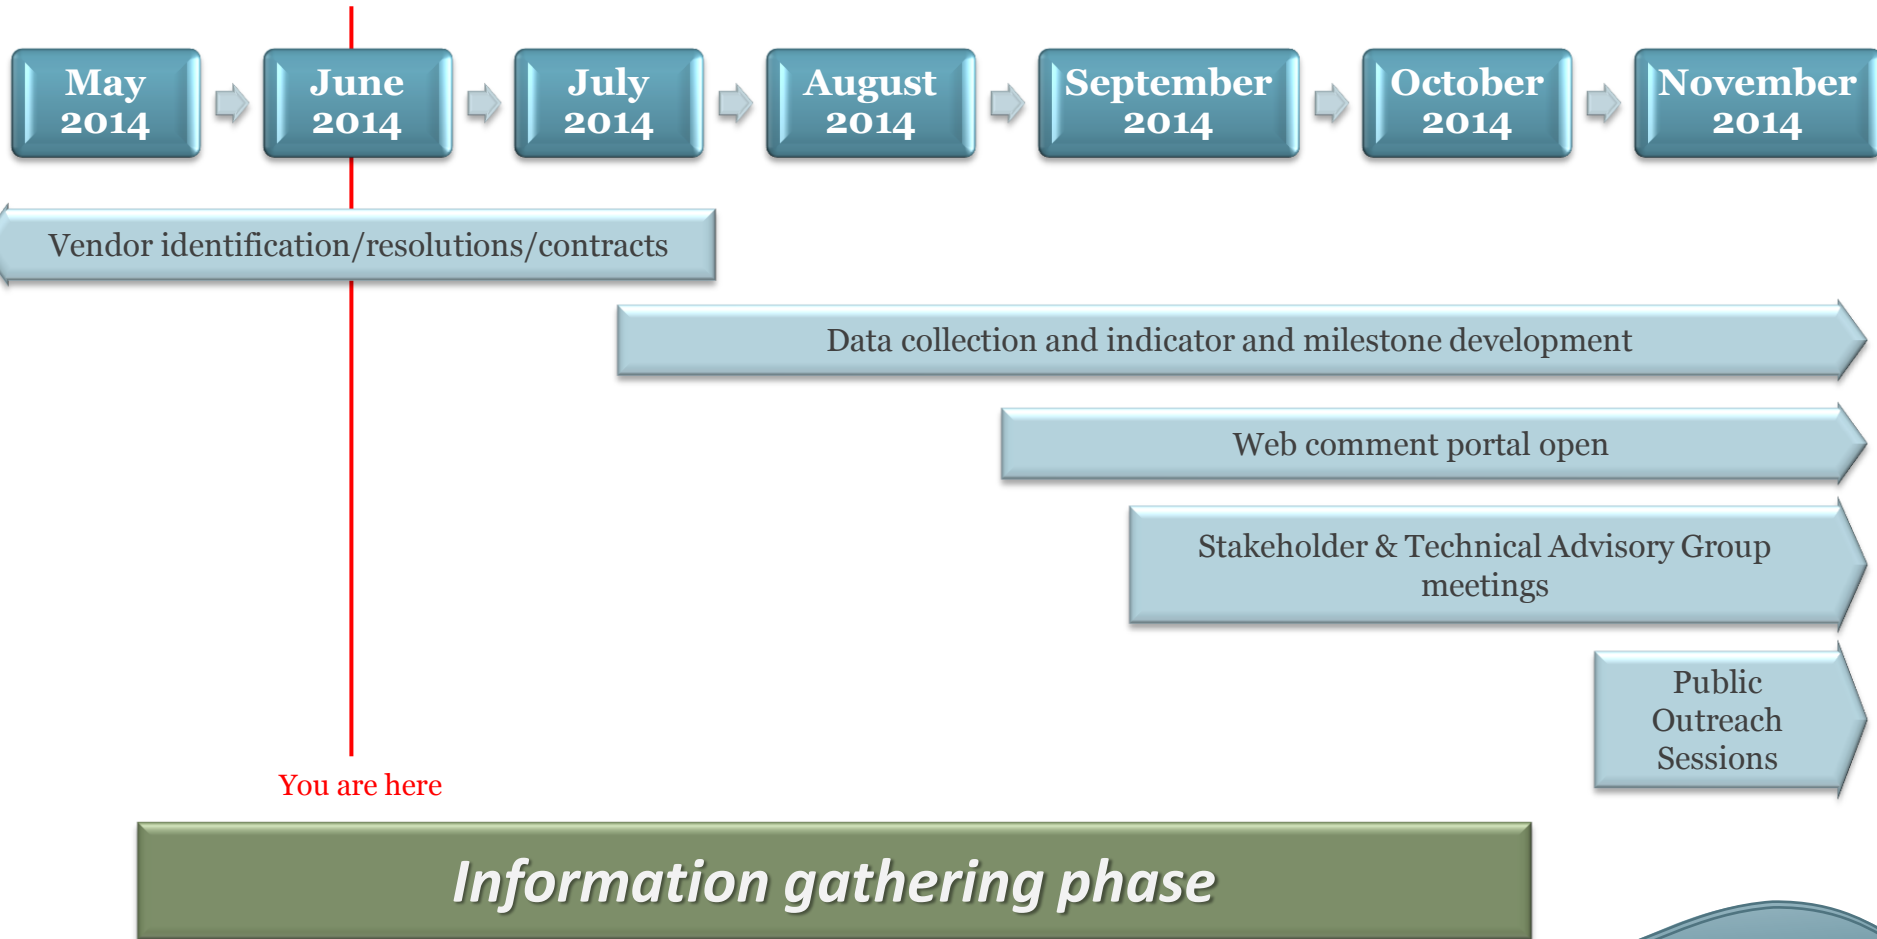 May
2014
June
2014
July
2014
August
2014
September
2014
October
2014
November
2014
Vendor identification/resolutions/contracts
Data collection and indicator and milestone development
Web comment portal open
Stakeholder & Technical Advisory Group
meetings
Public
Outreach
Sessions
You are here
Information gathering phase